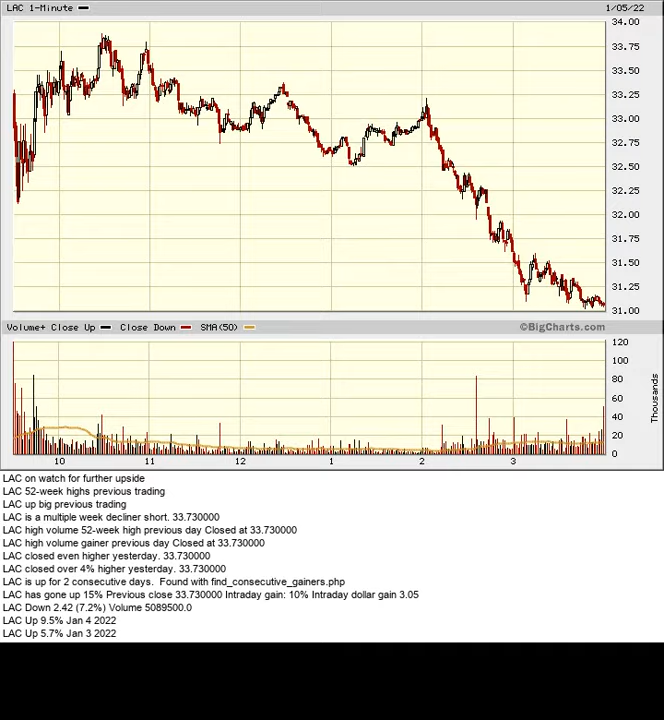 LAC 1-Minute
1/05/22
34.00
33.75
33.50
33.25
33.00
32.75
32.50
32.25
32.00
31.75
31.50
31.25
31.00
Volume+ Close Up Close Down SMA(50) ©BigCharts.com
120
100
80
60
40
20
0
Thousands
10 11 12 1 2 3
LAC on watch for further upside
LAC 52-week highs previous trading
LAC up big previous trading
LAC is a multiple week decliner short. 33.730000
LAC high volume 52-week high previous day Closed at 33.730000
LAC high volume gainer previous day Closed at 33.730000
LAC closed even higher yesterday. 33.730000
LAC closed over 4% higher yesterday. 33.730000
LAC is up for 2 consecutive days. Found with find_consecutive_gainers.php
LAC has gone up 15% Previous close 33.730000 Intraday gain: 10% Intraday dollar gain 3.05
LAC Down 2.42 (7.2%) Volume 5089500.0
LAC Up 9.5% Jan 4 2022
LAC Up 5.7% Jan 3 2022